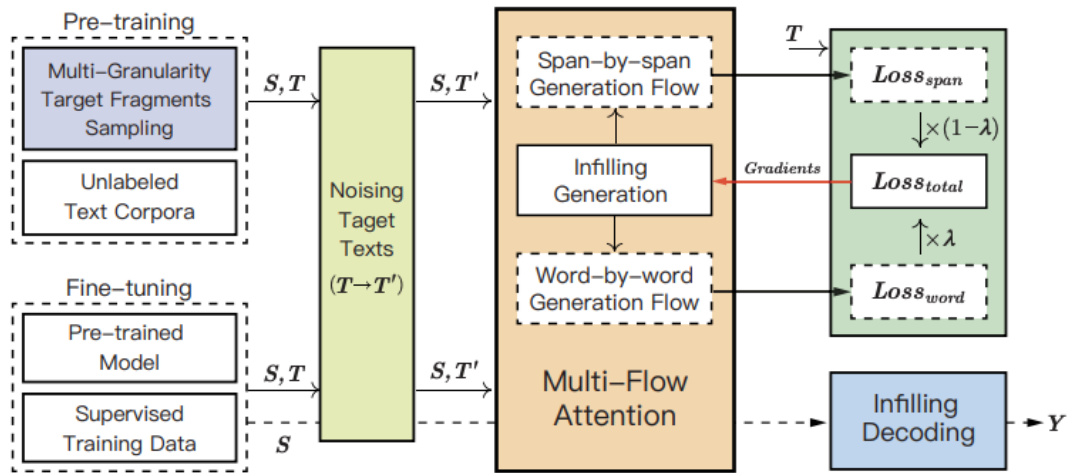 Pre-training
Multi-Granularity
Target Fragments
Sampling
Unlabeled
Text Corpora
Fine-tuning
Pre-trained
Model
Supervised
Training Data
S, T
S, T
S
Noising
Taget
Texts
(T→T′)
S, T′
S, T′
Span-by-span
Generation Flow
Infilling
Generation
Word-by-word
Generation Flow
Multi-Flow
Attention
T
Loss_span
×(1−λ)
Gradients
Loss_total
×λ
Loss_word
Infilling
Decoding
Y